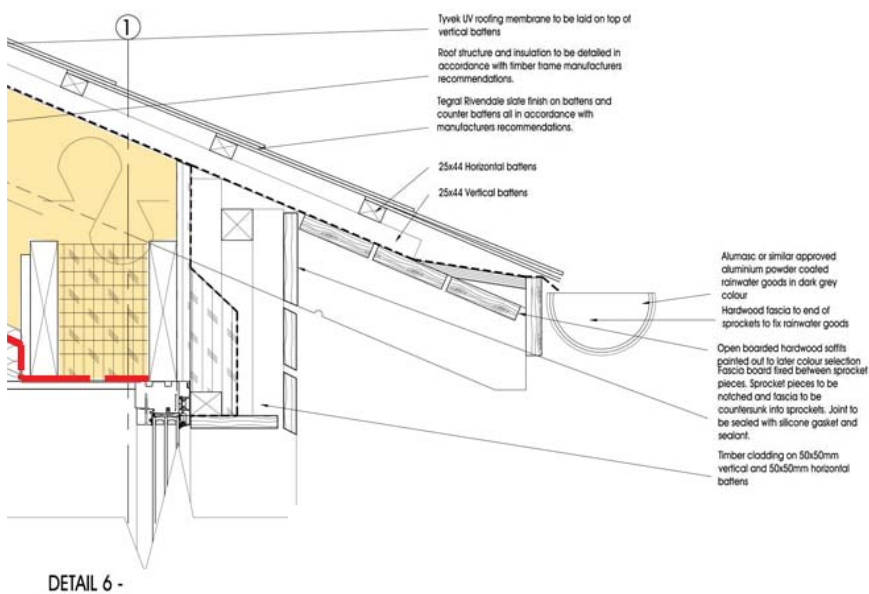 Tyvek UV roofing membrane to be laid on top of
vertical battens
1
Roof structure and insulation to be detailed in
accordance with timber frame manufacturers
recommendations.
Tegral Rivendale slate finish on battens and
counter battens all in accordance with
manufacturers recommendations.
25x44 Horizontal battens
25x44 Vertical battens
Alumasc or similar approved
aluminium powder coated
rainwater goods in dark grey
colour
Hardwood fascia to end of
sprockets to fix rainwater goods
Open boarded hardwood soffits
painted out to later colour selection
Fascia board fixed between sprocket
pieces. Sprocket pieces to be
notched and fascia to be
countersunk into sprockets. Joint to
be sealed with silicone gasket and
sealant.
Timber cladding on 50x50mm
vertical and 50x50mm horizontal
battens
DETAIL 6 -